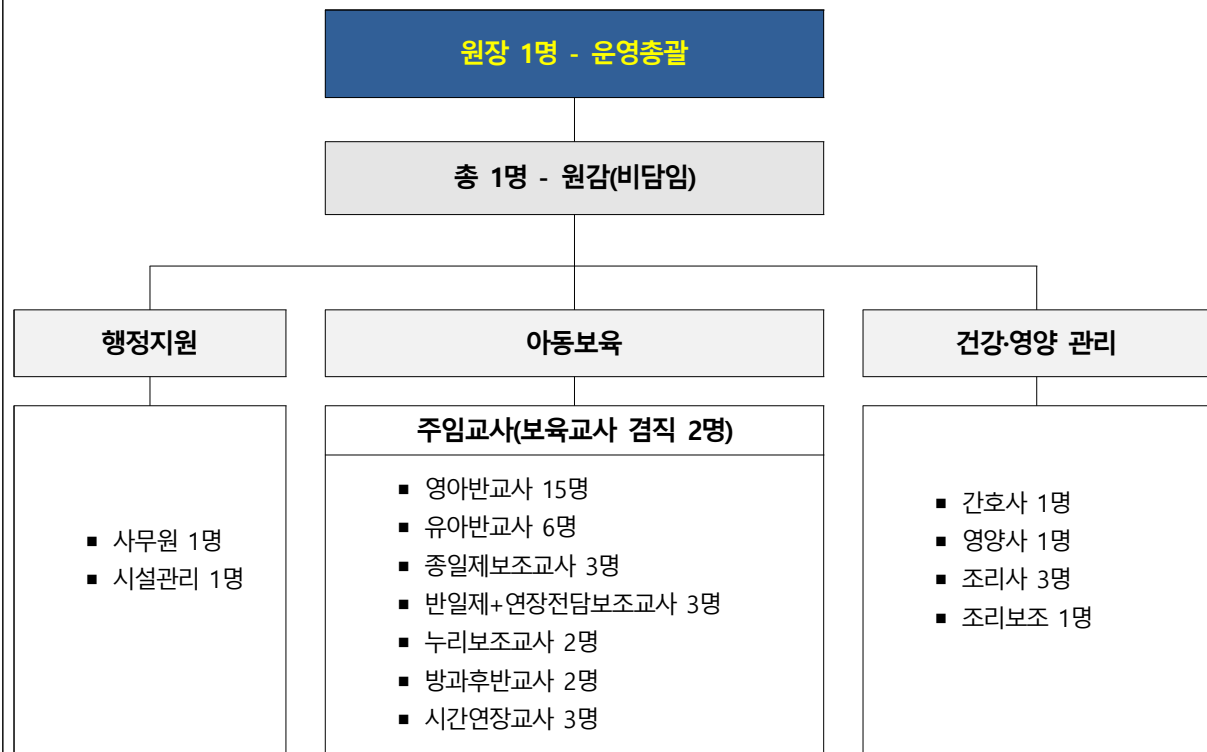 원장 1명 - 운영총괄
총 1명 - 원감(비담임)
행정지원
아동보육
건강·영양 관리
▪ 사무원 1명
▪ 시설관리 1명
주임교사(보육교사 겸직 2명)
▪ 영아반교사 15명
▪ 유아반교사 6명
▪ 종일제보조교사 3명
▪ 반일제+연장전담보조교사 3명
▪ 누리보조교사 2명
▪ 방과후반교사 2명
▪ 시간연장교사 3명
▪ 간호사 1명
▪ 영양사 1명
▪ 조리사 3명
▪ 조리보조 1명